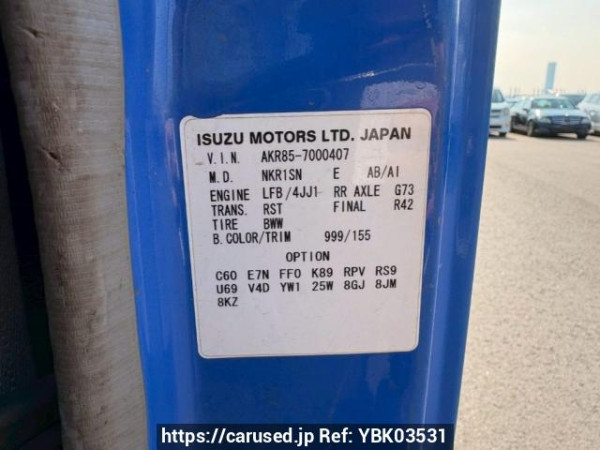 ISUZU MOTORS LTD. JAPAN
V.I.N. AKR85-7000407
M.D. NKR1SN E AB/AI
ENGINE LFB/4JJ1 RR AXLE G73
TRANS. RST FINAL R42
TIRE BWW
B.COLOR/TRIM 999/155
OPTION
C60 E7N FF0 K89 RPV RS9
U69 V4D YW1 25W 8GJ 8JM
8KZ
https://carused.jp Ref: YBK03531